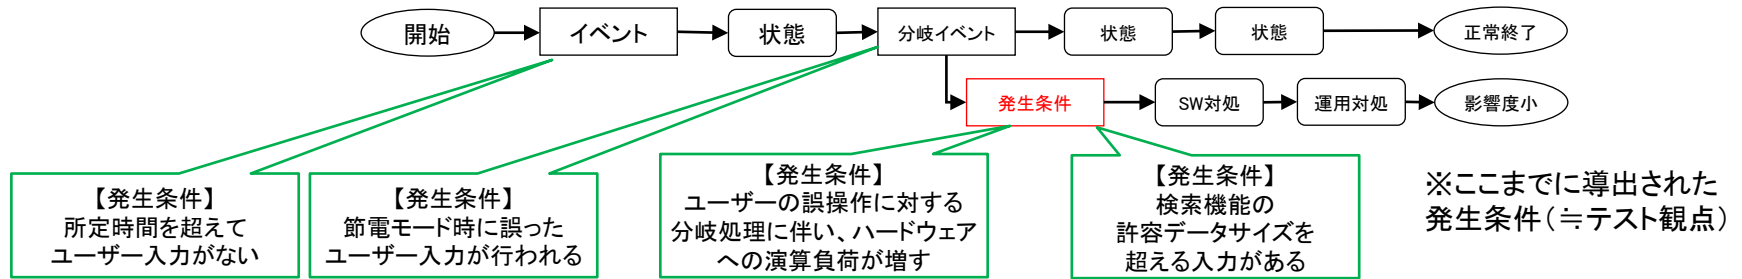 開始
イベント
状態
分岐イベント
状態
状態
正常終了
発生条件
SW対処
運用対処
影響度小
【発生条件】
所定時間を超えて
ユーザー入力がない
【発生条件】
節電モード時に誤った
ユーザー入力が行われる
【発生条件】
ユーザーの誤操作に対する
分岐処理に伴い、ハードウェア
への演算負荷が増す
【発生条件】
検索機能の
許容データサイズを
超える入力がある
※ここまでに導出された
発生条件(≒テスト観点)